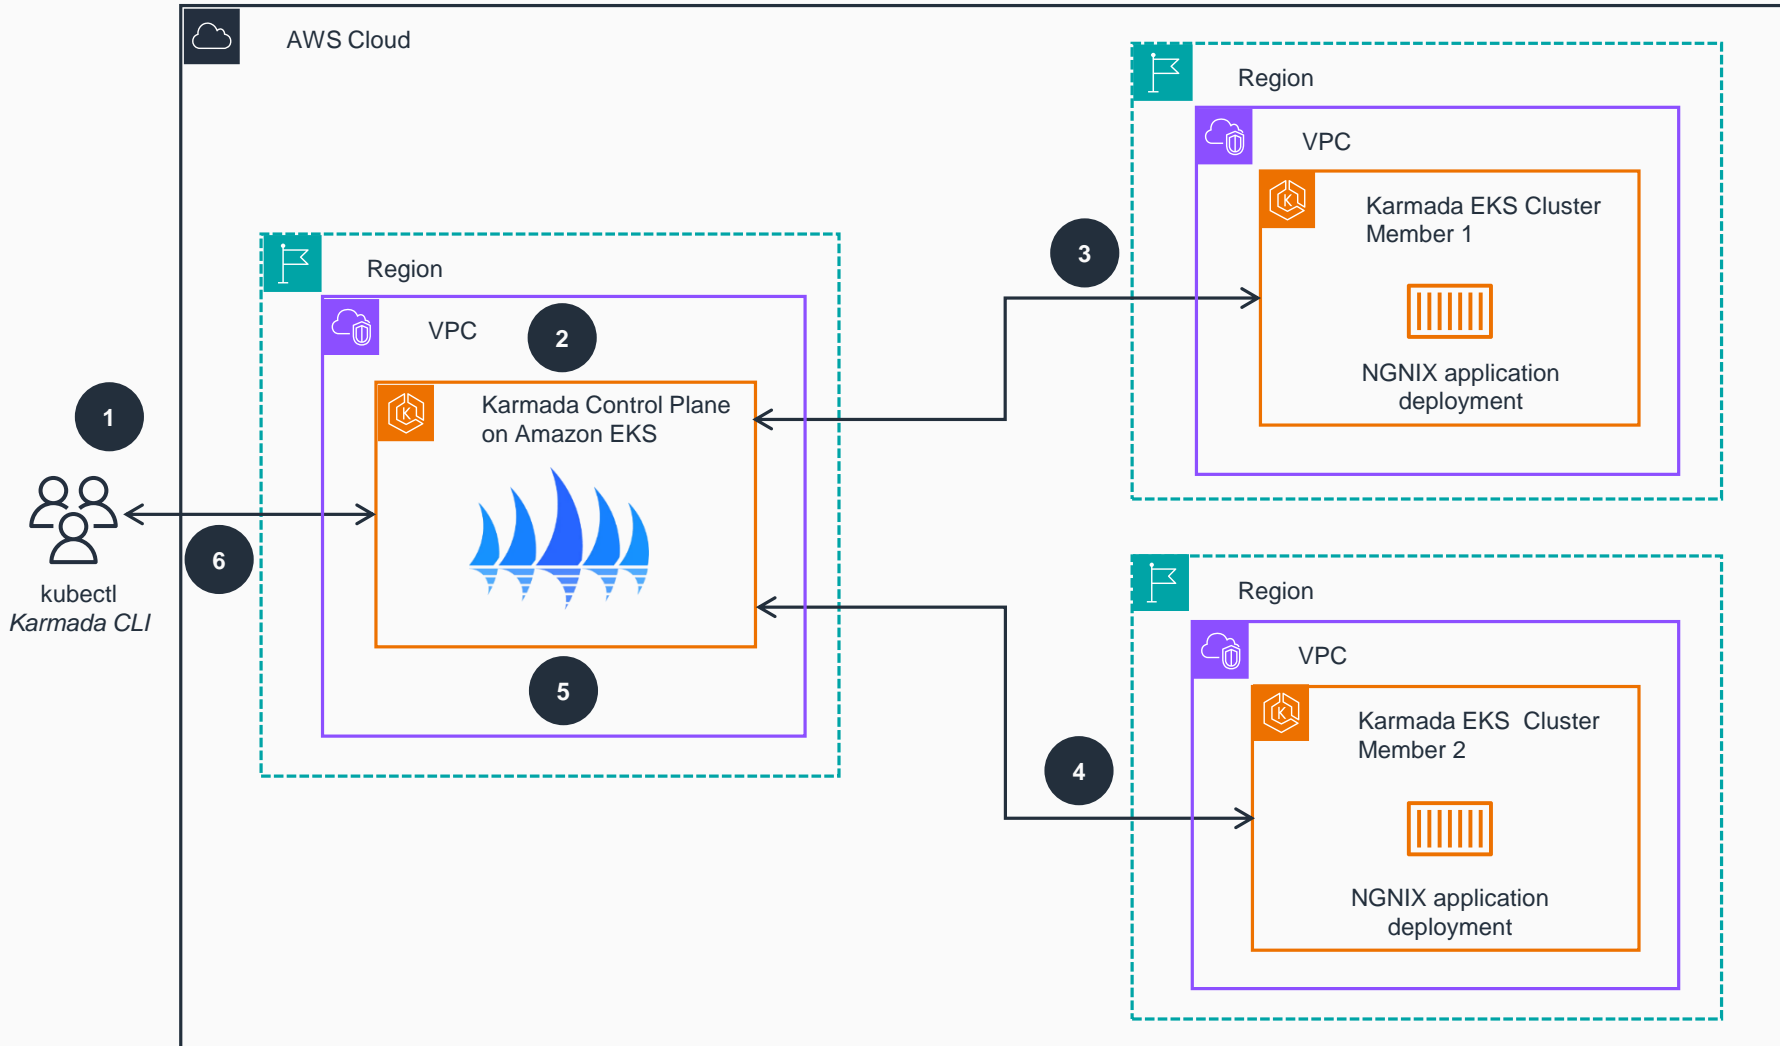 AWS Cloud
Region
VPC
Karmada EKS Cluster
Member 1
3
NGNIX application
deployment
Region
VPC
2
Karmada Control Plane
on Amazon EKS
1
6
kubectl
Karmada CLI
5
Region
VPC
Karmada EKS  Cluster
Member 2
4
NGNIX application
deployment